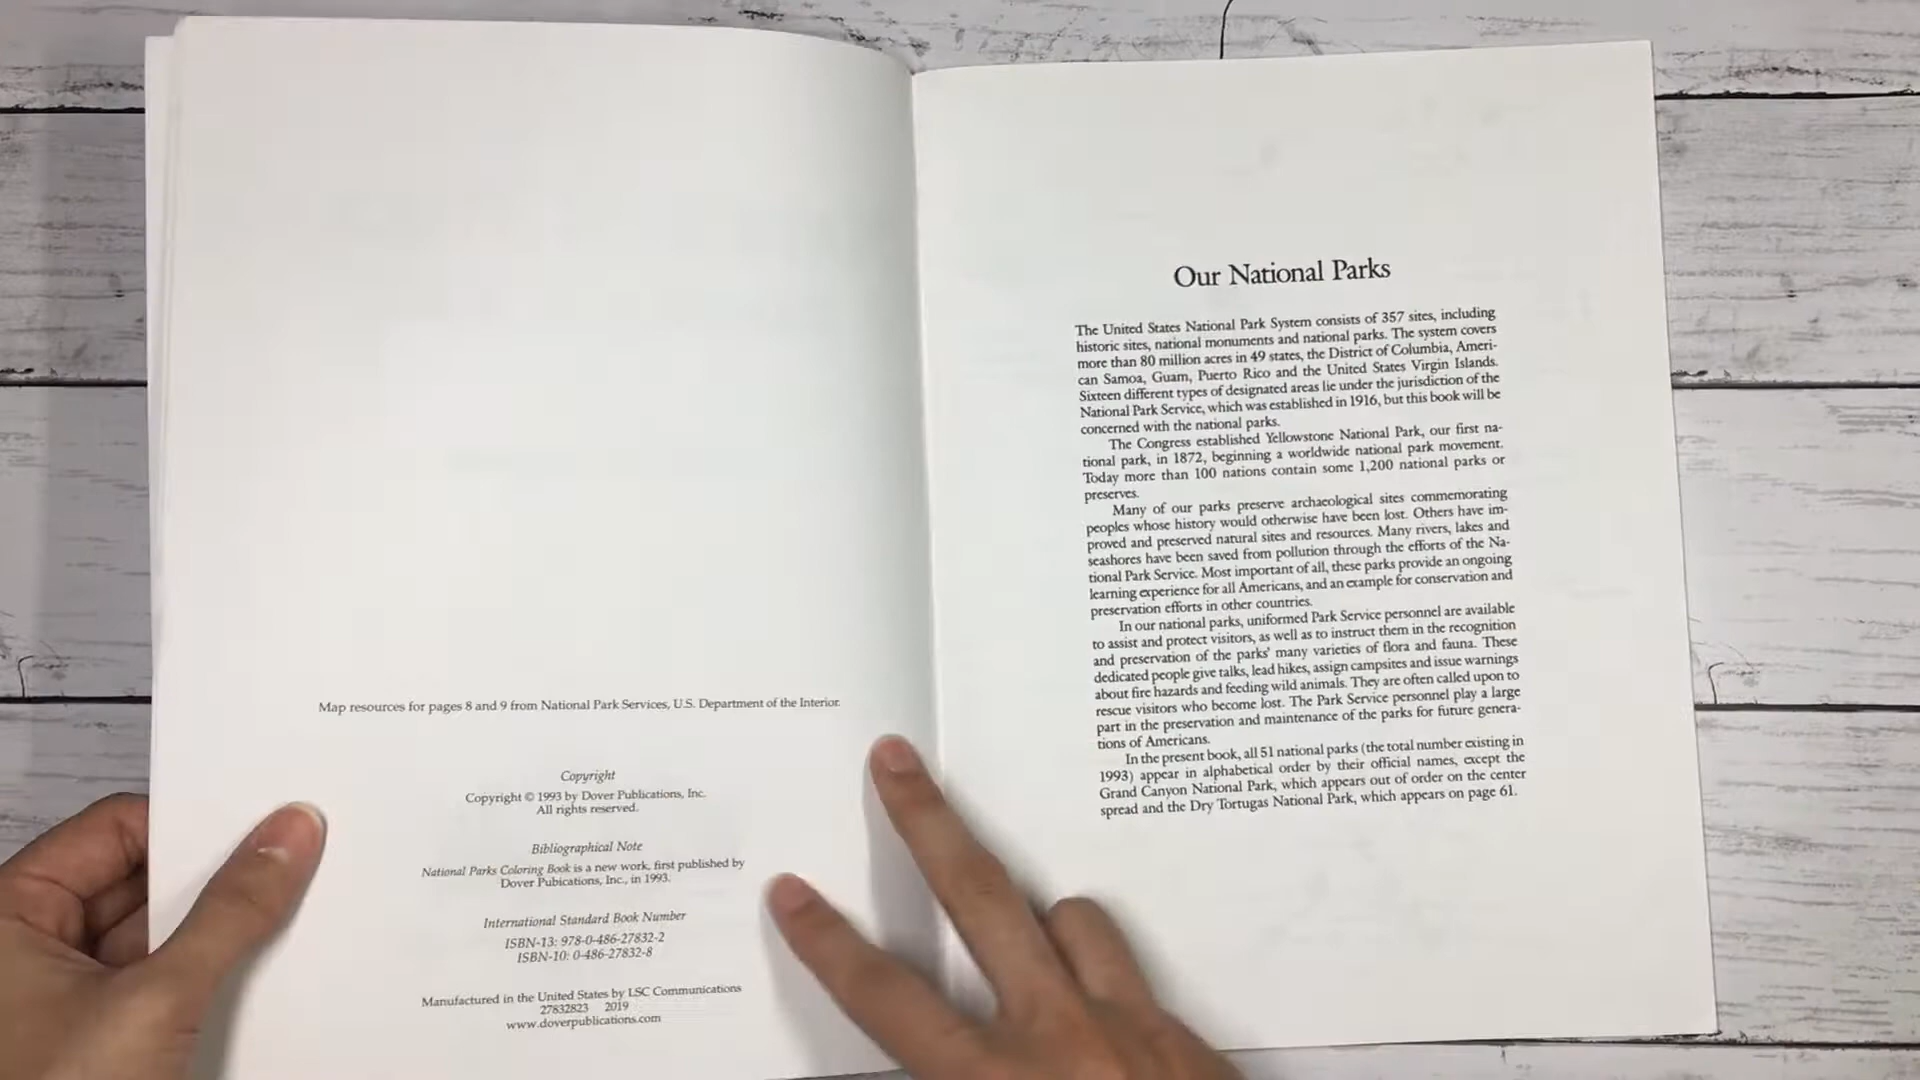 Map resources for pages 8 and 9 from National Park Services, U.S. Department of the Interior.
Copyright
Copyright © 1993 by Dover Publications, Inc.
All rights reserved.
Bibliographical Note
National Parks Coloring Book is a new work, first published by
Dover Pubications, Inc., in 1993.
International Standard Book Number
ISBN-13: 978-0-486-27832-2
ISBN-10: 0-486-27832-8
Manufactured in the United States by LSC Communications
27832823 2019
www.doverpublications.com
Our National Parks
The United States National Park System consists of 357 sites, including
historic sites, national monuments and national parks. The system covers
more than 80 million acres in 49 states, the District of Columbia, Ameri-
can Samoa, Guam, Puerto Rico and the United States Virgin Islands.
Sixteen different types of designated areas lie under the jurisdiction of the
National Park Service, which was established in 1916, but this book will be
concerned with the national parks.
The Congress established Yellowstone National Park, our first na-
tional park, in 1872, beginning a worldwide national park movement.
Today more than 100 nations contain some 1,200 national parks or
preserves.
Many of our parks preserve archaeological sites commemorating
peoples whose history would otherwise have been lost. Others have im-
proved and preserved natural sites and resources. Many rivers, lakes and
seashores have been saved from pollution through the efforts of the Na-
tional Park Service. Most important of all, these parks provide an ongoing
learning experience for all Americans, and an example for conservation and
preservation efforts in other countries.
In our national parks, uniformed Park Service personnel are available
to assist and protect visitors, as well as to instruct them in the recognition
and preservation of the parks' many varieties of flora and fauna. These
dedicated people give talks, lead hikes, assign campsites and issue warnings
about fire hazards and feeding wild animals. They are often called upon to
rescue visitors who become lost. The Park Service personnel play a large
part in the preservation and maintenance of the parks for future genera-
tions of Americans.
In the present book, all 51 national parks (the total number existing in
1993) appear in alphabetical order by their official names, except the
Grand Canyon National Park, which appears out of order on the center
spread and the Dry Tortugas National Park, which appears on page 61.